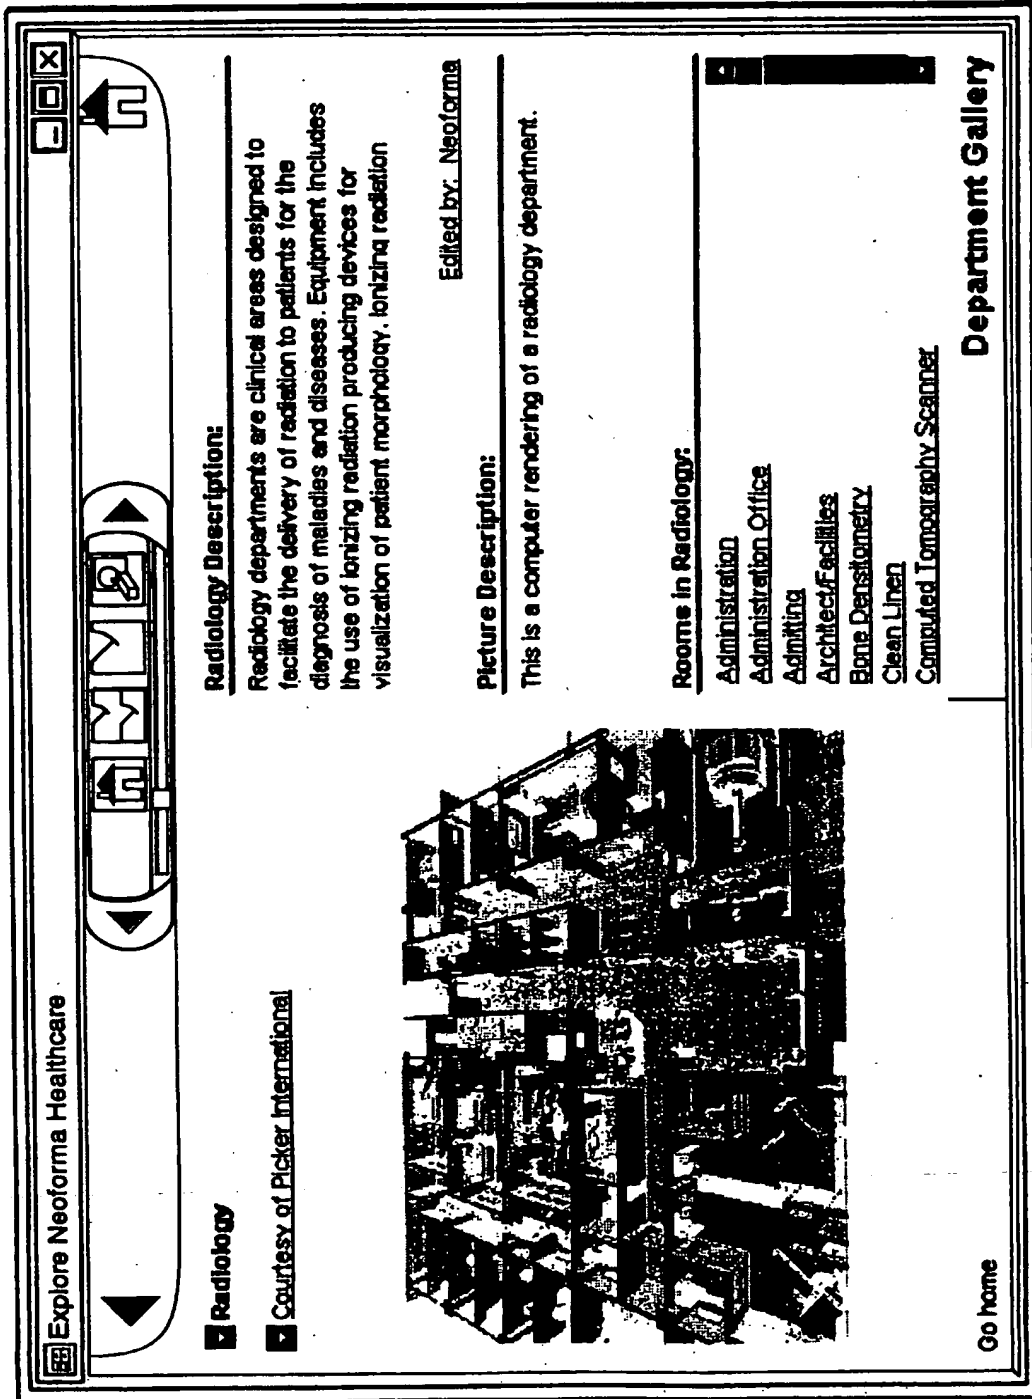 Explore Neoforma Healthcare
Radiology
Courtesy of Picker International
Radiology Description:
Radiology departments are clinical areas designed to
facilitate the delivery of radiation to patients for the
diagnosis of maladies and diseases. Equipment includes
the use of ionizing radiation producing devices for
visualization of patient morphology. Ionizing radiation
Edited by: Neoforma
Picture Description:
This is a computer rendering of a radiology department.
Rooms in Radiology:
Administration
Administration Office
Admitting
Architect/Facilities
Bone Densitometry
Clean Linen
Computed Tomography Scanner
Go home
Department Gallery